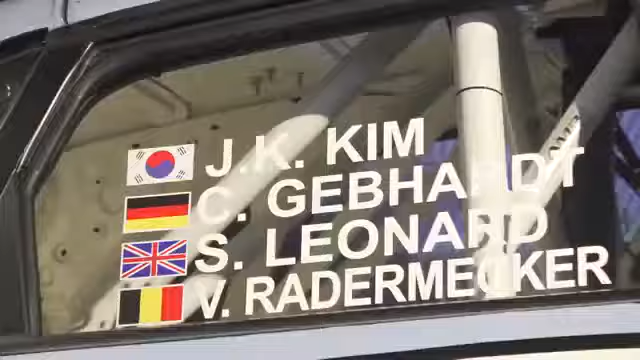 J.K. KIM
C. GEBHARDT
S. LEONARD
V. RADERMECKER